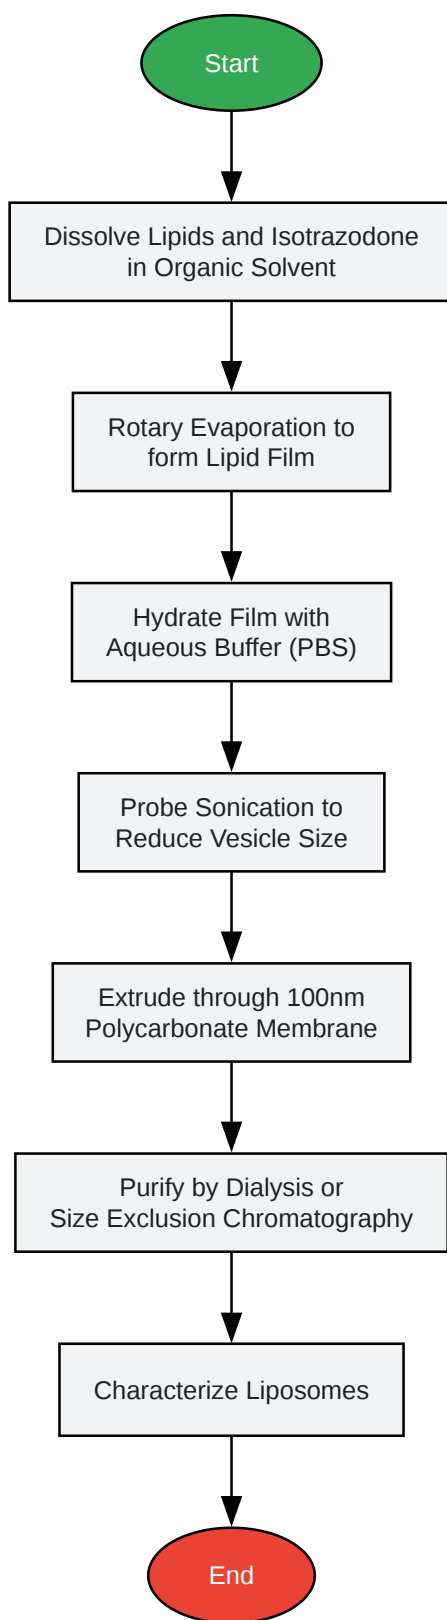 Start
Dissolve Lipids and Isotrazodone
in Organic Solvent
Rotary Evaporation to
form Lipid Film
Hydrate Film with
Aqueous Buffer (PBS)
Probe Sonication to
Reduce Vesicle Size
Extrude through 100nm
Polycarbonate Membrane
Purify by Dialysis or
Size Exclusion Chromatography
Characterize Liposomes
End